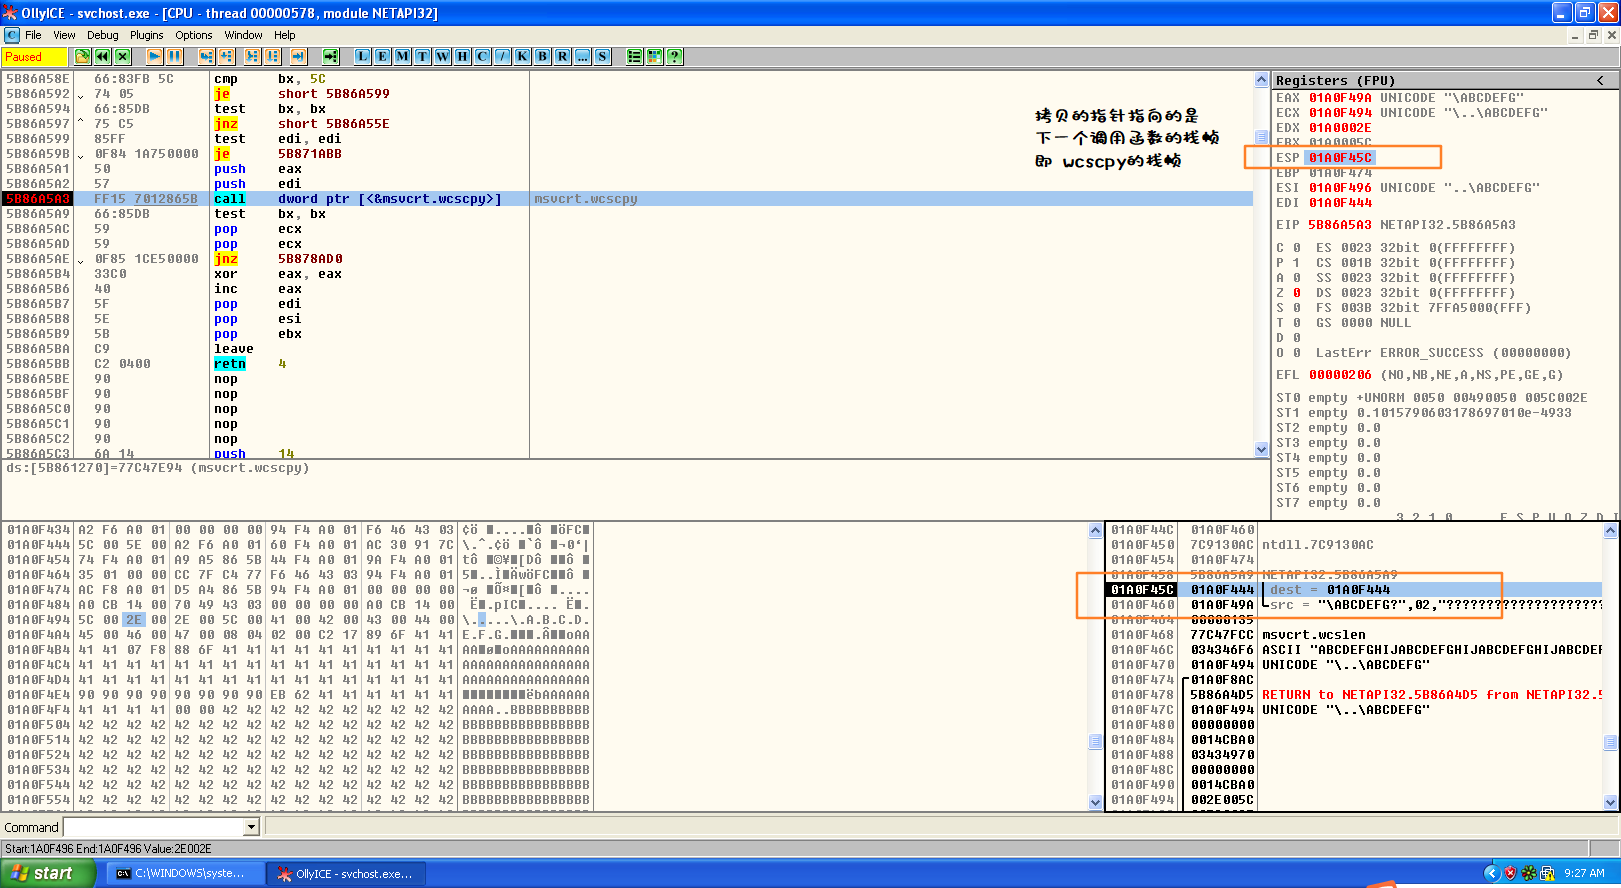 OllyICE - svchost.exe - [CPU - thread 00000578, module NETAPI32]
File View Debug Plugins Options Window Help
Paused
L E M T W H C / K B R ... S
5B86A58E 66:83FB 5C cmp bx, 5C
5B86A592 74 05 je short 5B86A599
5B86A594 66:85DB test bx, bx
5B86A597 ^ 75 C5 jnz short 5B86A55E
5B86A599 85FF test edi, edi
5B86A59B 0F84 1A750000 je 5B871ABB
5B86A5A1 50 push eax
5B86A5A2 57 push edi
5B86A5A3 FF15 7012865B call dword ptr [<&msvcrt.wcscpy>] msvcrt.wcscpy
5B86A5A9 66:85DB test bx, bx
5B86A5AC 59 pop ecx
5B86A5AD 59 pop ecx
5B86A5AE 0F85 1CE50000 jnz 5B878AD0
5B86A5B4 33C0 xor eax, eax
5B86A5B6 40 inc eax
5B86A5B7 5F pop edi
5B86A5B8 5E pop esi
5B86A5B9 5B pop ebx
5B86A5BA C9 leave
5B86A5BB C2 0400 retn 4
5B86A5BE 90 nop
5B86A5BF 90 nop
5B86A5C0 90 nop
5B86A5C1 90 nop
5B86A5C2 90 nop
5B86A5C3 6A 14 push 14
拷贝的指针指向的是
下一个调用函数的栈帧
即 wcscpy的栈帧
ds:[5B861270]=77C47E94 (msvcrt.wcscpy)
Registers (FPU) <
EAX 01A0F49A UNICODE "\ABCDEFG"
ECX 01A0F494 UNICODE "\..\ABCDEFG"
EDX 01A0002E
EBX 01A0005C
ESP 01A0F45C
EBP 01A0F474
ESI 01A0F496 UNICODE "..\ABCDEFG"
EDI 01A0F444
EIP 5B86A5A3 NETAPI32.5B86A5A3
C 0 ES 0023 32bit 0(FFFFFFFF)
P 1 CS 001B 32bit 0(FFFFFFFF)
A 0 SS 0023 32bit 0(FFFFFFFF)
Z 0 DS 0023 32bit 0(FFFFFFFF)
S 0 FS 003B 32bit 7FFA5000(FFF)
T 0 GS 0000 NULL
D 0
O 0 LastErr ERROR_SUCCESS (00000000)
EFL 00000206 (NO,NB,NE,A,NS,PE,GE,G)
ST0 empty +UNORM 0050 00490050 005C002E
ST1 empty 0.1015790603178697010e-4933
ST2 empty 0.0
ST3 empty 0.0
ST4 empty 0.0
ST5 empty 0.0
ST6 empty 0.0
ST7 empty 0.0
3 2 1 0 E S P U O Z D I
01A0F434 A2 F6 A0 01 00 00 00 00 94 F4 A0 01 F6 46 43 03
01A0F444 5C 00 5E 00 A2 F6 A0 01 60 F4 A0 01 AC 30 91 7C
01A0F454 74 F4 A0 01 A9 A5 86 5B 44 F4 A0 01 9A F4 A0 01
01A0F464 35 01 00 00 CC 7F C4 77 F6 46 43 03 94 F4 A0 01
01A0F474 AC F8 A0 01 D5 A4 86 5B 94 F4 A0 01 00 00 00 00
01A0F484 A0 CB 14 00 70 49 43 03 00 00 00 00 A0 CB 14 00
01A0F494 5C 00 2E 00 2E 00 5C 00 41 00 42 00 43 00 44 00 \.....\.A.B.C.D.
01A0F4A4 45 00 46 00 47 00 08 04 02 00 C2 17 89 6F 41 41
01A0F4B4 41 41 07 F8 88 6F 41 41 41 41 41 41 41 41 41 41
01A0F4C4 41 41 41 41 41 41 41 41 41 41 41 41 41 41 41 41 AAAAAAAAAAAAAAAA
01A0F4D4 41 41 41 41 41 41 41 41 41 41 41 41 41 41 41 41 AAAAAAAAAAAAAAAA
01A0F4E4 90 90 90 90 90 90 90 90 EB 62 41 41 41 41 41 41
01A0F4F4 41 41 41 41 00 00 42 42 42 42 42 42 42 42 42 42 AAAA..BBBBBBBBBB
01A0F504 42 42 42 42 42 42 42 42 42 42 42 42 42 42 42 42 BBBBBBBBBBBBBBBB
01A0F514 42 42 42 42 42 42 42 42 42 42 42 42 42 42 42 42 BBBBBBBBBBBBBBBB
01A0F524 42 42 42 42 42 42 42 42 42 42 42 42 42 42 42 42 BBBBBBBBBBBBBBBB
01A0F534 42 42 42 42 42 42 42 42 42 42 42 42 42 42 42 42 BBBBBBBBBBBBBBBB
01A0F544 42 42 42 42 42 42 42 42 42 42 42 42 42 42 42 42 BBBBBBBBBBBBBBBB
01A0F554 42 42 42 42 42 42 42 42 42 42 42 42 42 42 42 42 BBBBBBBBBBBBBBBB
01A0F44C 01A0F460
01A0F450 7C9130AC ntdll.7C9130AC
01A0F454 01A0F474
01A0F458 5B86A5A9 NETAPI32.5B86A5A9
01A0F45C 01A0F444 dest = 01A0F444
01A0F460 01A0F49A src = "\ABCDEFG?",02,"????????????????????
01A0F464 00000135
01A0F468 77C47FCC msvcrt.wcslen
01A0F46C 034346F6 ASCII "ABCDEFGHIJABCDEFGHIJABCDEF
01A0F470 01A0F494 UNICODE "\..\ABCDEFG"
01A0F474 01A0F8AC
01A0F478 5B86A4D5 RETURN to NETAPI32.5B86A4D5 from NETAPI32.5
01A0F47C 01A0F494 UNICODE "\..\ABCDEFG"
01A0F480 00000000
01A0F484 0014CBA0
01A0F488 03434970
01A0F48C 00000000
01A0F490 0014CBA0
01A0F494 002E005C
Command
Start:1A0F496 End:1A0F496 Value:2E002E
start C:\WINDOWS\syste... OllyICE - svchost.exe... 9:27 AM